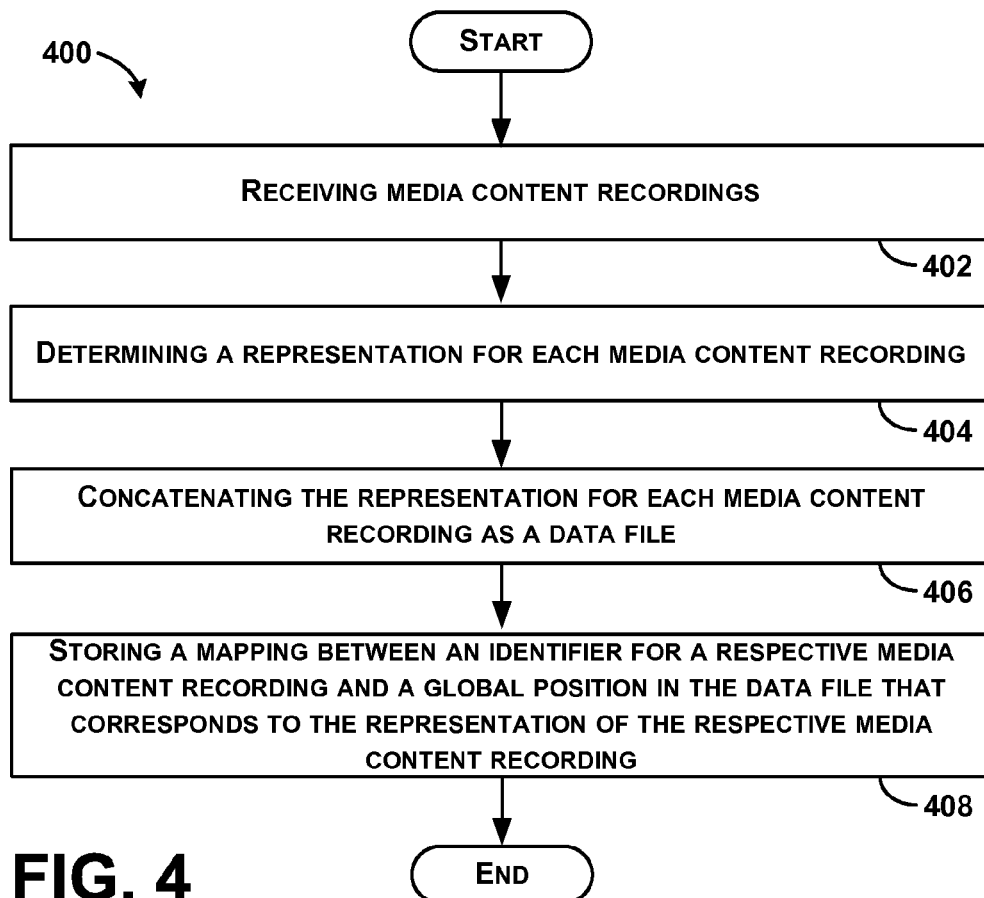 400
START
RECEIVING MEDIA CONTENT RECORDINGS
402
DETERMINING A REPRESENTATION FOR EACH MEDIA CONTENT RECORDING
404
CONCATENATING THE REPRESENTATION FOR EACH MEDIA CONTENT
RECORDING AS A DATA FILE
406
STORING A MAPPING BETWEEN AN IDENTIFIER FOR A RESPECTIVE MEDIA
CONTENT RECORDING AND A GLOBAL POSITION IN THE DATA FILE THAT
CORRESPONDS TO THE REPRESENTATION OF THE RESPECTIVE MEDIA
CONTENT RECORDING
408
END
FIG. 4